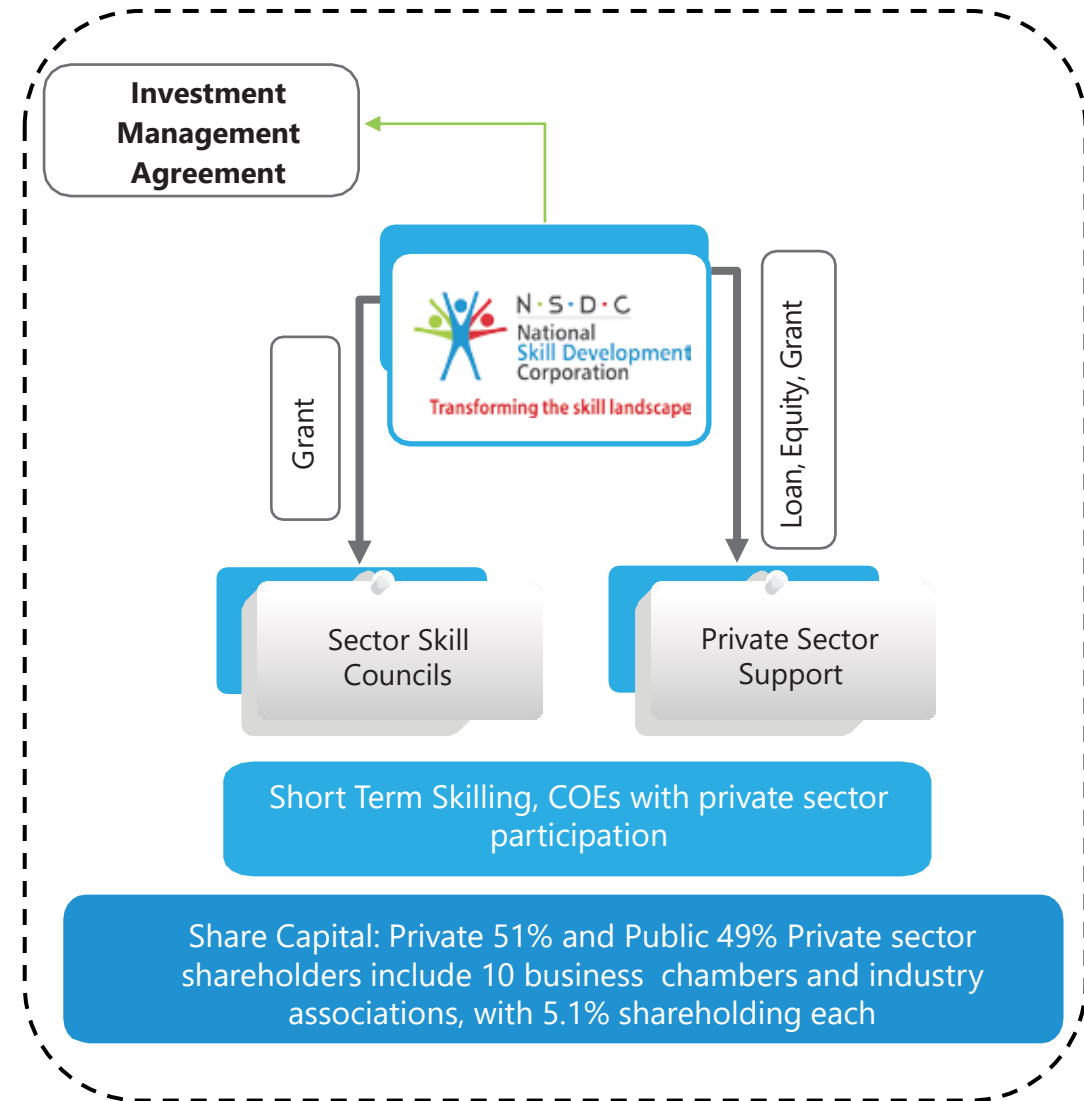 Investment
Management
Agreement
N·S·D·C
National
Skill Development
Corporation
Transforming the skill landscape
Grant
Loan, Equity, Grant
Sector Skill
Councils
Private Sector
Support
Short Term Skilling, COEs with private sector
participation
Share Capital: Private 51% and Public 49% Private sector
shareholders include 10 business chambers and industry
associations, with 5.1% shareholding each